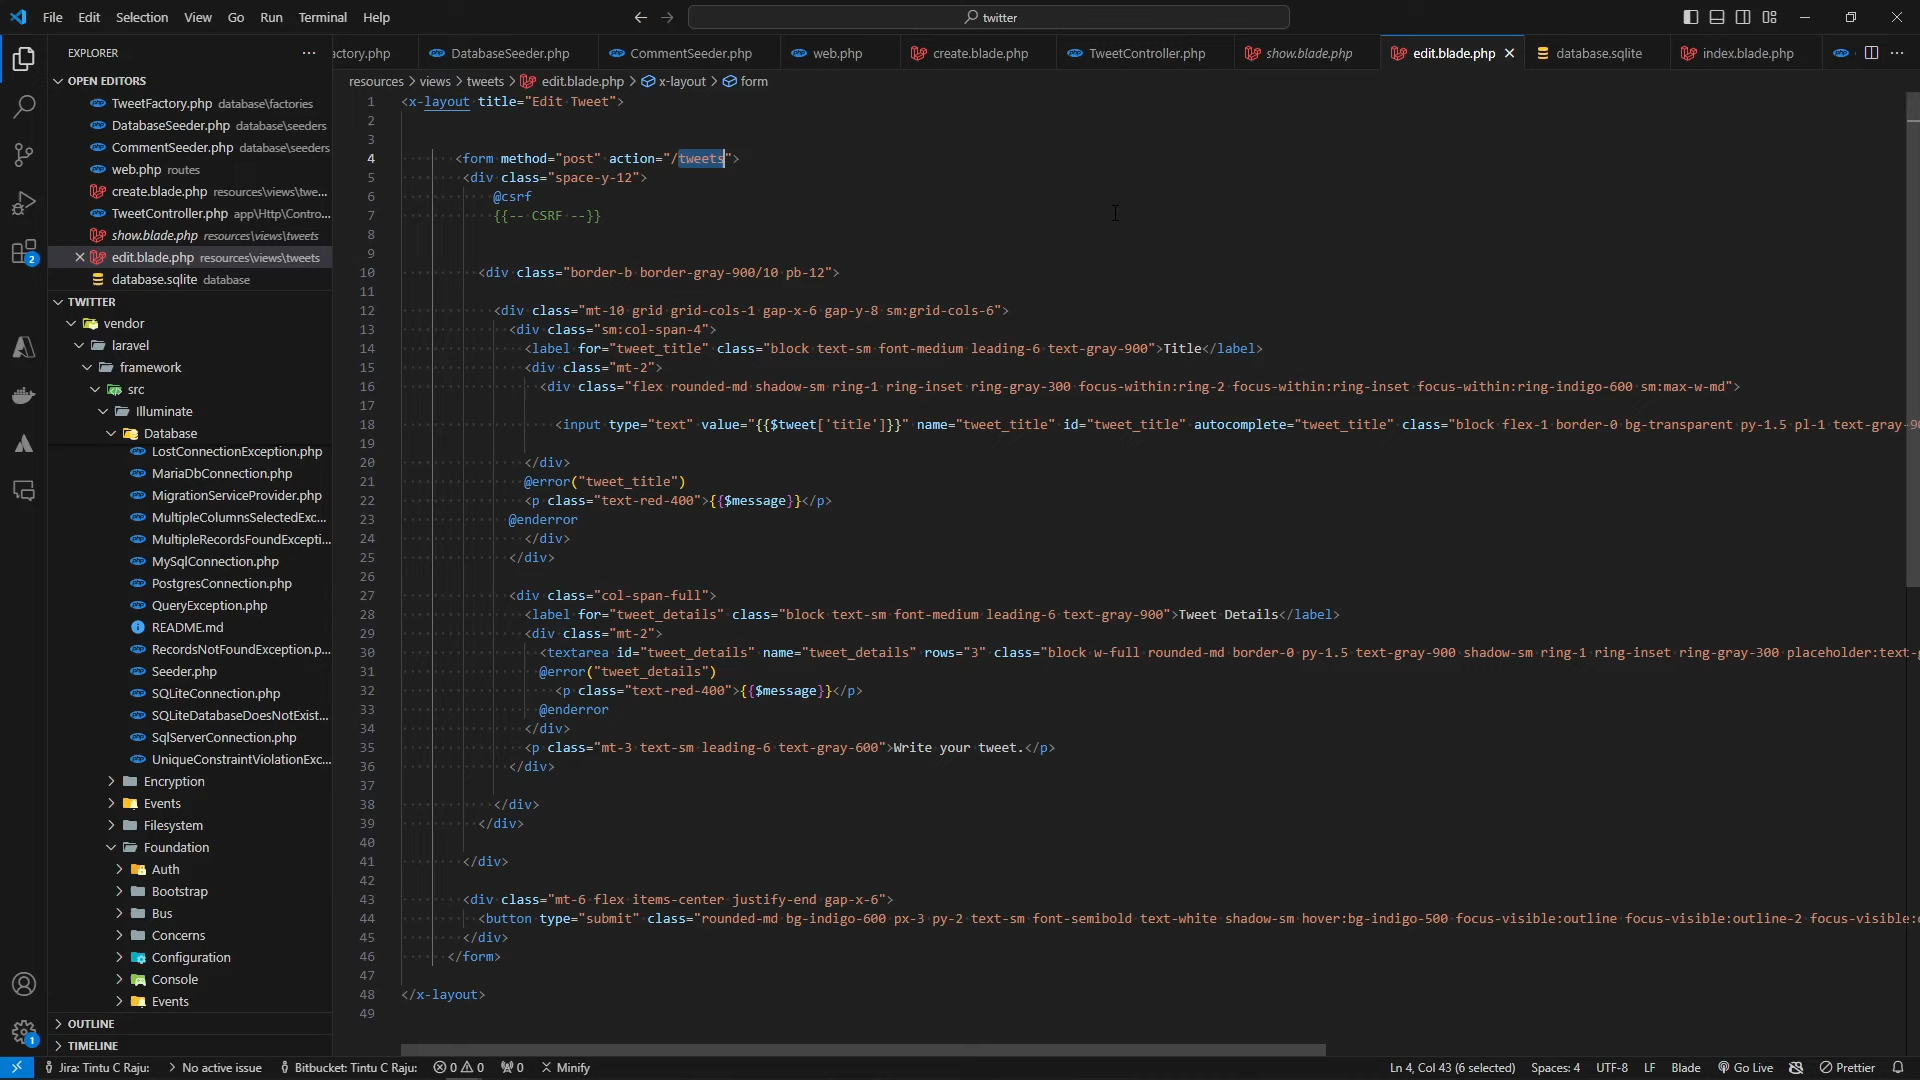 File Edit Selection View Go Run Terminal Help
twitter
EXPLORER
actory.php DatabaseSeeder.php CommentSeeder.php web.php create.blade.php TweetController.php show.blade.php edit.blade.php database.sqlite index.blade.php
OPEN EDITORS
resources > views > tweets > edit.blade.php > x-layout > form
TweetFactory.php database\factories
DatabaseSeeder.php database\seeders
CommentSeeder.php database\seeders
web.php routes
create.blade.php resources\views\twe...
TweetController.php app\Http\Contro...
show.blade.php resources\views\tweets
edit.blade.php resources\views\tweets
database.sqlite database
TWITTER
vendor
laravel
framework
src
Illuminate
Database
LostConnectionException.php
MariaDbConnection.php
MigrationServiceProvider.php
MultipleColumnsSelectedExc...
MultipleRecordsFoundExcepti...
MySqlConnection.php
PostgresConnection.php
QueryException.php
README.md
RecordsNotFoundException.p...
Seeder.php
SQLiteConnection.php
SQLiteDatabaseDoesNotExist...
SqlServerConnection.php
UniqueConstraintViolationExc...
Encryption
Events
Filesystem
Foundation
Auth
Bootstrap
Bus
Concerns
Configuration
Console
Events
OUTLINE
TIMELINE
1 <x-layout title="Edit Tweet">
2
3
4 <form method="post" action="/tweets">
5 <div class="space-y-12">
6 @csrf
7 {{-- CSRF --}}
8
9
10 <div class="border-b border-gray-900/10 pb-12">
11
12 <div class="mt-10 grid grid-cols-1 gap-x-6 gap-y-8 sm:grid-cols-6">
13 <div class="sm:col-span-4">
14 <label for="tweet_title" class="block text-sm font-medium leading-6 text-gray-900">Title</label>
15 <div class="mt-2">
16 <div class="flex rounded-md shadow-sm ring-1 ring-inset ring-gray-300 focus-within:ring-2 focus-within:ring-inset focus-within:ring-indigo-600 sm:max-w-md">
17
18 <input type="text" value="{{$tweet['title']}}" name="tweet_title" id="tweet_title" autocomplete="tweet_title" class="block flex-1 border-0 bg-transparent py-1.5 pl-1 text-gray-90
19
20 </div>
21 @error("tweet_title")
22 <p class="text-red-400">{{$message}}</p>
23 @enderror
24 </div>
25 </div>
26
27 <div class="col-span-full">
28 <label for="tweet_details" class="block text-sm font-medium leading-6 text-gray-900">Tweet Details</label>
29 <div class="mt-2">
30 <textarea id="tweet_details" name="tweet_details" rows="3" class="block w-full rounded-md border-0 py-1.5 text-gray-900 shadow-sm ring-1 ring-inset ring-gray-300 placeholder:text-g
31 @error("tweet_details")
32 <p class="text-red-400">{{$message}}</p>
33 @enderror
34 </div>
35 <p class="mt-3 text-sm leading-6 text-gray-600">Write your tweet.</p>
36 </div>
37
38 </div>
39 </div>
40
41 </div>
42
43 <div class="mt-6 flex items-center justify-end gap-x-6">
44 <button type="submit" class="rounded-md bg-indigo-600 px-3 py-2 text-sm font-semibold text-white shadow-sm hover:bg-indigo-500 focus-visible:outline focus-visible:outline-2 focus-visible:o
45 </div>
46 </form>
47
48 </x-layout>
49
2
1
Jira: Tintu C Raju: No active issue Bitbucket: Tintu C Raju: 0 0 0 Minify Ln 4, Col 43 (6 selected) Spaces: 4 UTF-8 LF Blade Go Live Prettier